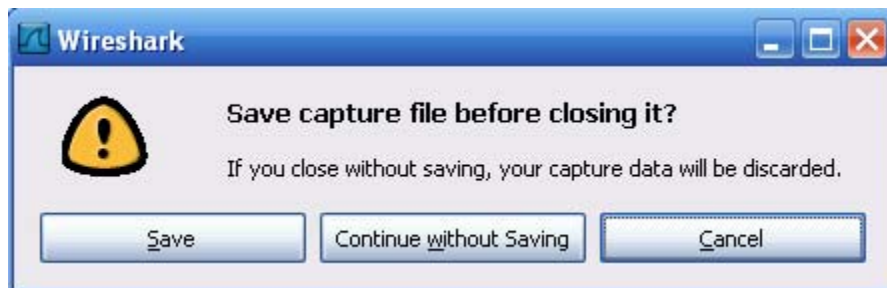 Wireshark
Save capture file before closing it?
If you close without saving, your capture data will be discarded.
Save
Continue without Saving
Cancel